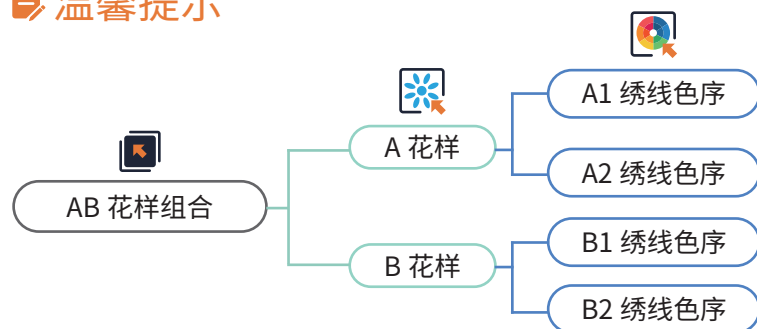 温馨提示
A1 绣线色序
A 花样
A2 绣线色序
AB 花样组合
B1 绣线色序
B 花样
B2 绣线色序